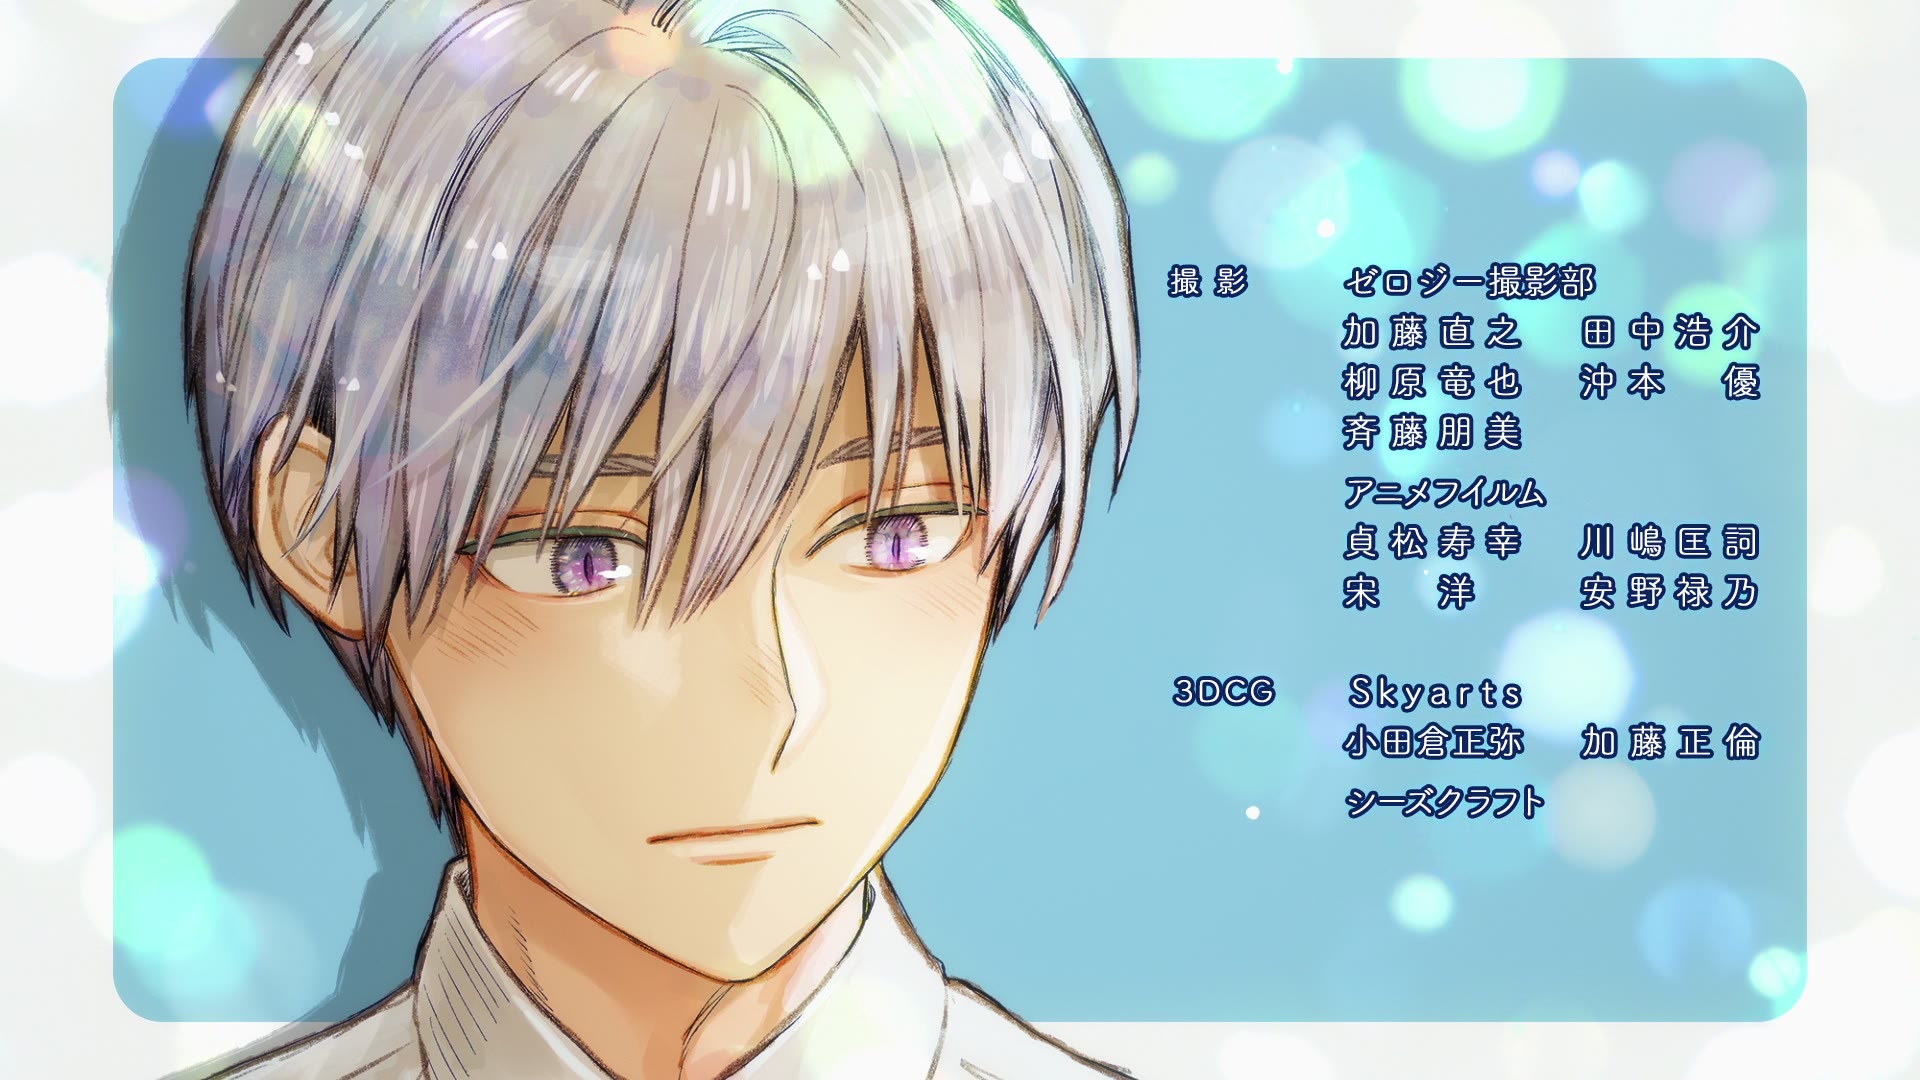 撮影 ゼロジー撮影部
加藤直之 田中浩介
柳原竜也 沖本 優
斉藤朋美
アニメフイルム
貞松寿幸 川嶋匡詞
宋 洋 安野禄乃
3DCG Skyarts
小田倉正弥 加藤正倫
シーズクラフト